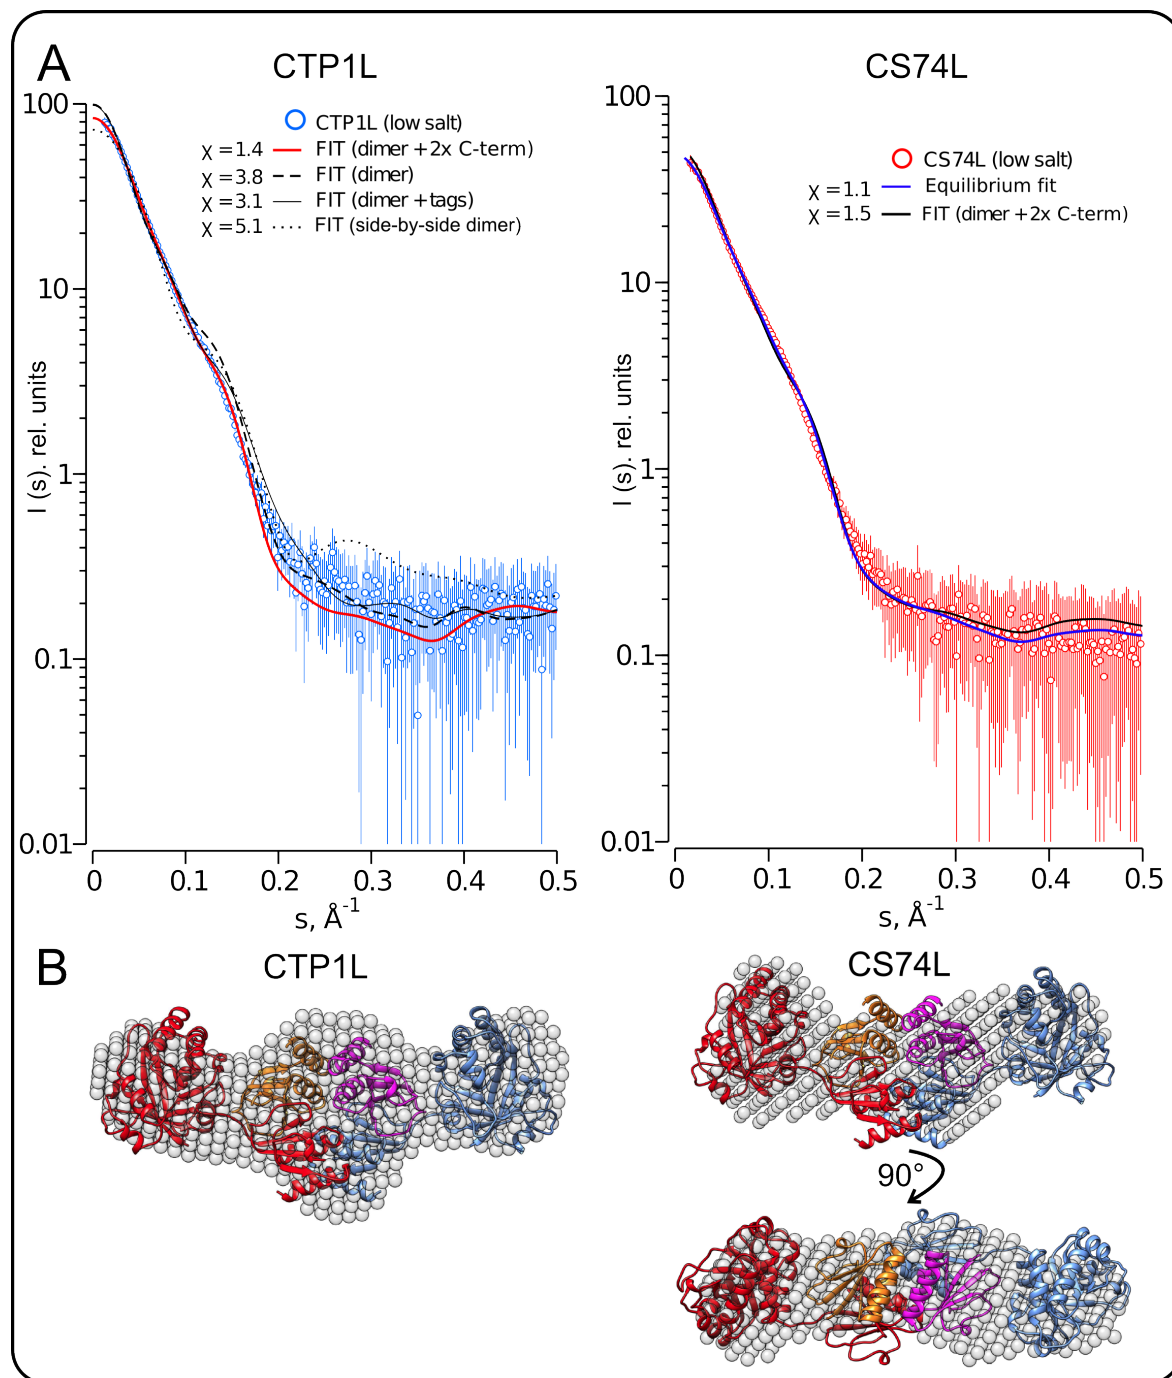 A
CTP1L
CS74L
100
10
1
0.1
0.01
I (s). rel. units
CTP1L (low salt)
χ =1.4 FIT (dimer +2x C-term)
χ =3.8 FIT (dimer)
χ =3.1 FIT (dimer +tags)
χ =5.1 FIT (side-by-side dimer)
0 0.1 0.2 0.3 0.4 0.5
s, Å-1
100
10
1
0.1
0.01
I (s). rel. units
CS74L (low salt)
χ =1.1 Equilibrium fit
χ =1.5 FIT (dimer +2x C-term)
0 0.1 0.2 0.3 0.4 0.5
s, Å-1
B
CTP1L
CS74L
90°